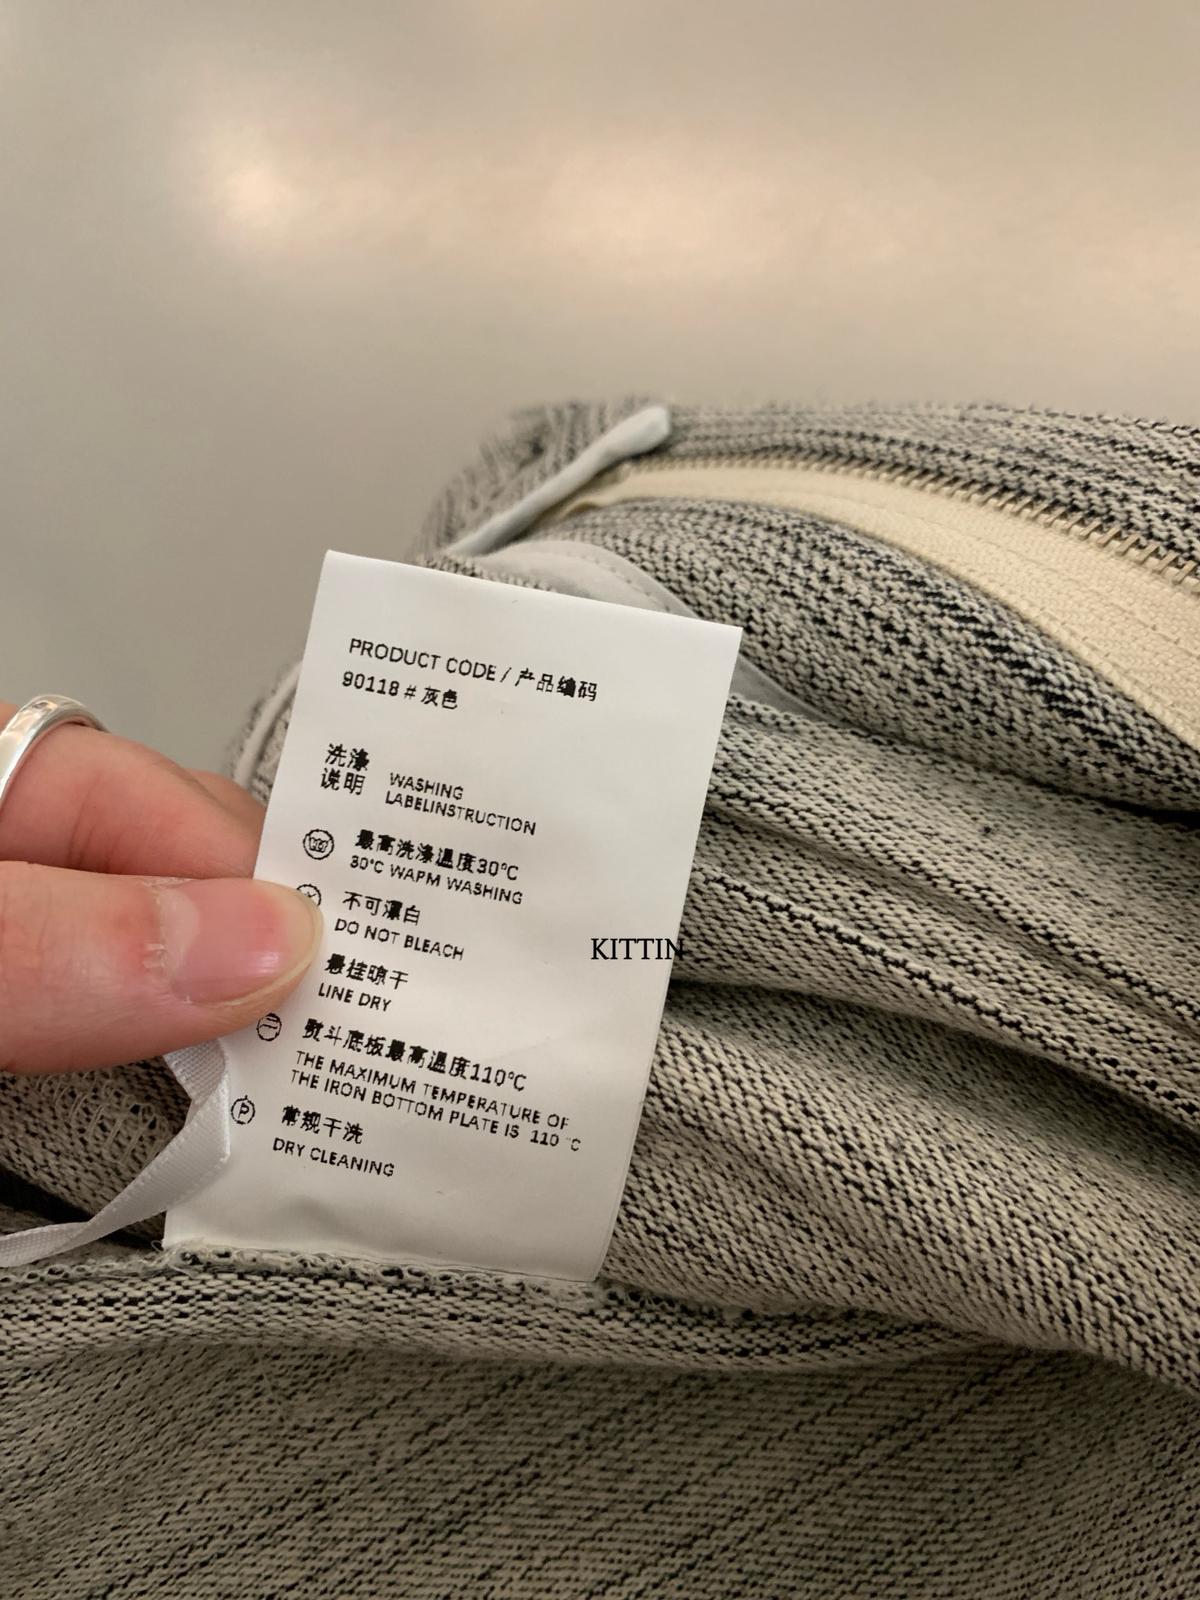 PRODUCT CODE / 产品编码
90118 # 灰色
洗涤
说明
WASHING
LABELINSTRUCTION
最高洗涤温度30°C
30°C WAPM WASHING
不可漂白
DO NOT BLEACH
KITTIN
悬挂晾干
LINE DRY
熨斗底板最高温度110°C
THE MAXIMUM TEMPERATURE OF
THE IRON BOTTOM PLATE IS 110 °C
P
常规干洗
DRY CLEANING